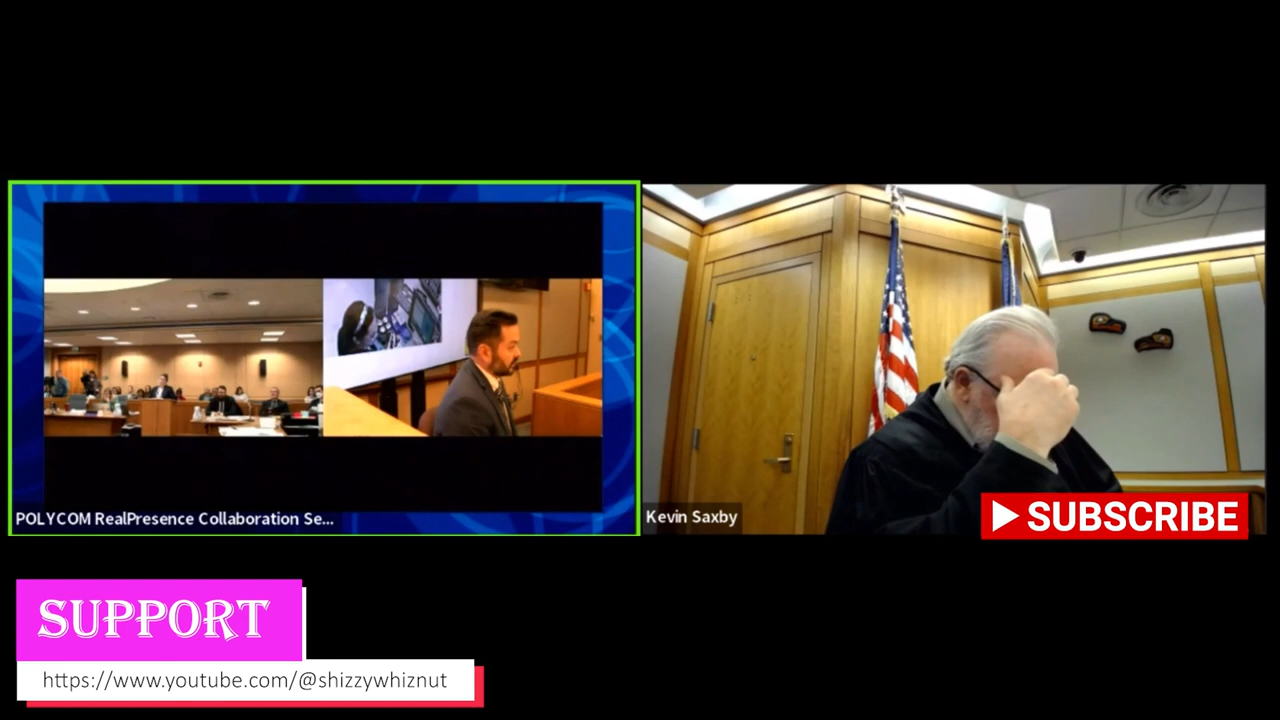 POLYCOM RealPresence Collaboration Se...
Kevin Saxby
SUBSCRIBE
SUPPORT
https://www.youtube.com/@shizzywhiznut